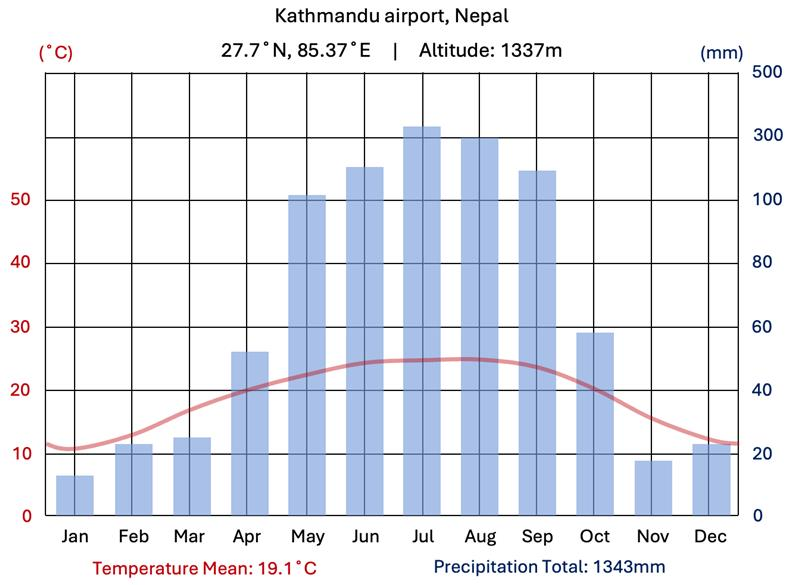 Kathmandu airport, Nepal
(°C) 27.7°N, 85.37°E | Altitude: 1337m (mm)
500
300
50 100
40 80
30 60
20 40
10 20
0 0
Jan Feb Mar Apr May Jun Jul Aug Sep Oct Nov Dec
Temperature Mean: 19.1°C Precipitation Total: 1343mm